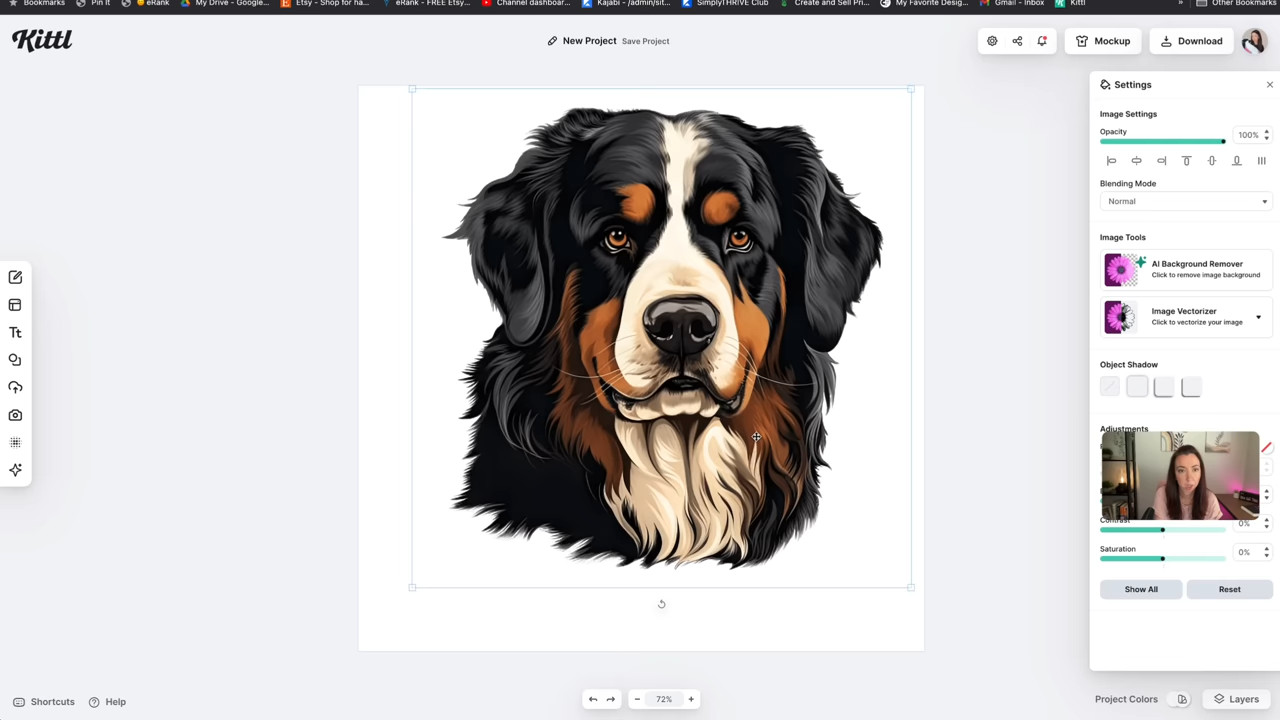 Bookmarks
Pin It
eRank
My Drive - Google...
Etsy - Shop for ha...
eRank - FREE Etsy...
Channel dashboar...
Kajabi - /admin/sit...
SimplyTHRIVE Club
Create and Sell Pri...
My Favorite Desig...
Gmail - Inbox
Kittl
»
Other Bookmarks
Kittl
New Project
Save Project
Mockup
Download
Settings
Image Settings
Opacity
100%
Blending Mode
Normal
Image Tools
AI Background Remover
Click to remove image background
Image Vectorizer
Click to vectorize your image
Object Shadow
Adjustments
Contrast
0%
Saturation
0%
Show All
Reset
Tt
Shortcuts
Help
72%
Project Colors
Layers